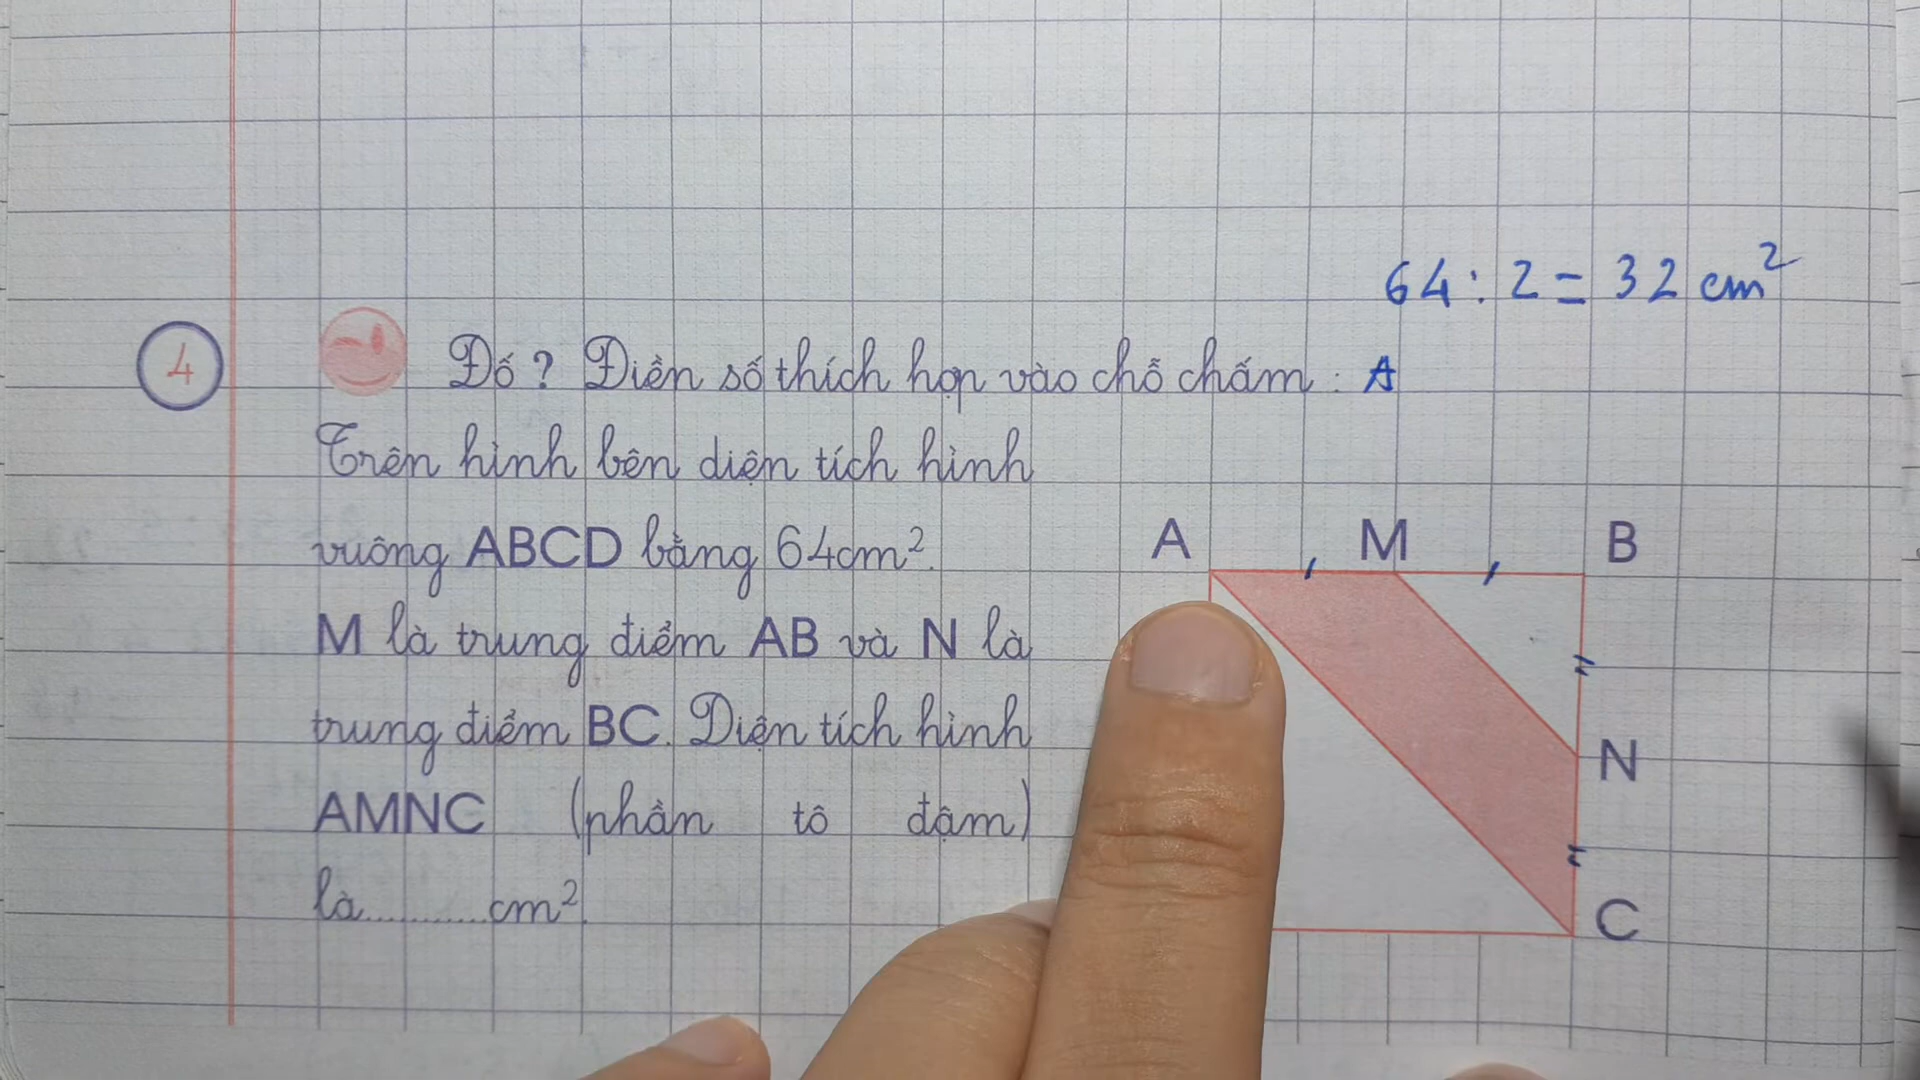 64 : 2 = 32 cm²
4 Đố? Điền số thích hợp vào chỗ chấm: A
Trên hình bên diện tích hình
vuông ABCD bằng 64cm².
M là trung điểm AB và N là
trung điểm BC. Diện tích hình
AMNC (phần tô đậm)
là..........cm².
A M B
N
C